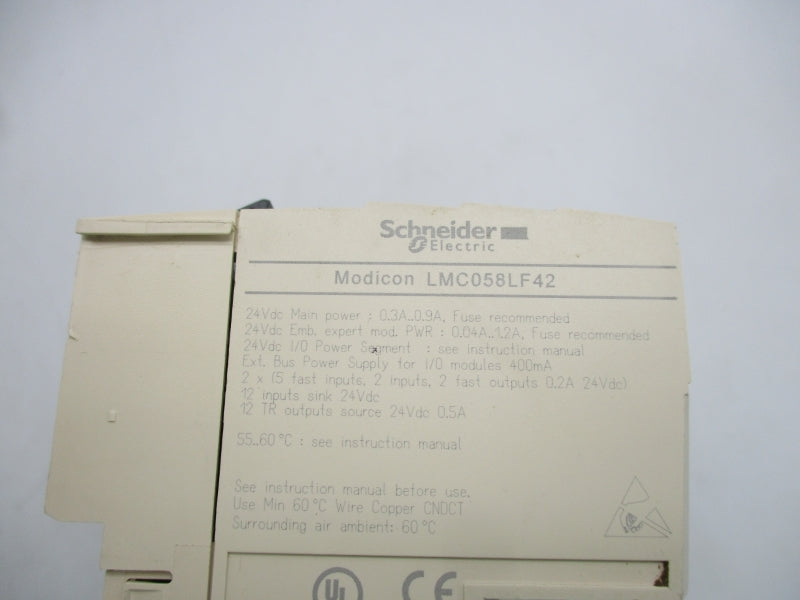 Schneider
Electric
Modicon LMC058LF42
24Vdc Main power : 0.3A..0.9A, Fuse recommended
24Vdc Emb. expert mod. PWR : 0.04A..1.2A, Fuse recommended
24Vdc I/O Power Segment : see instruction manual
Ext. Bus Power Supply for I/O modules 400mA
2 x (5 fast inputs, 2 inputs, 2 fast outputs 0.2A 24Vdc)
12 inputs sink 24Vdc
12 TR outputs source 24Vdc 0.5A
55..60°C : see instruction manual
See instruction manual before use.
Use Min 60°C Wire Copper CNDCT
Surrounding air ambient: 60°C
UL CE